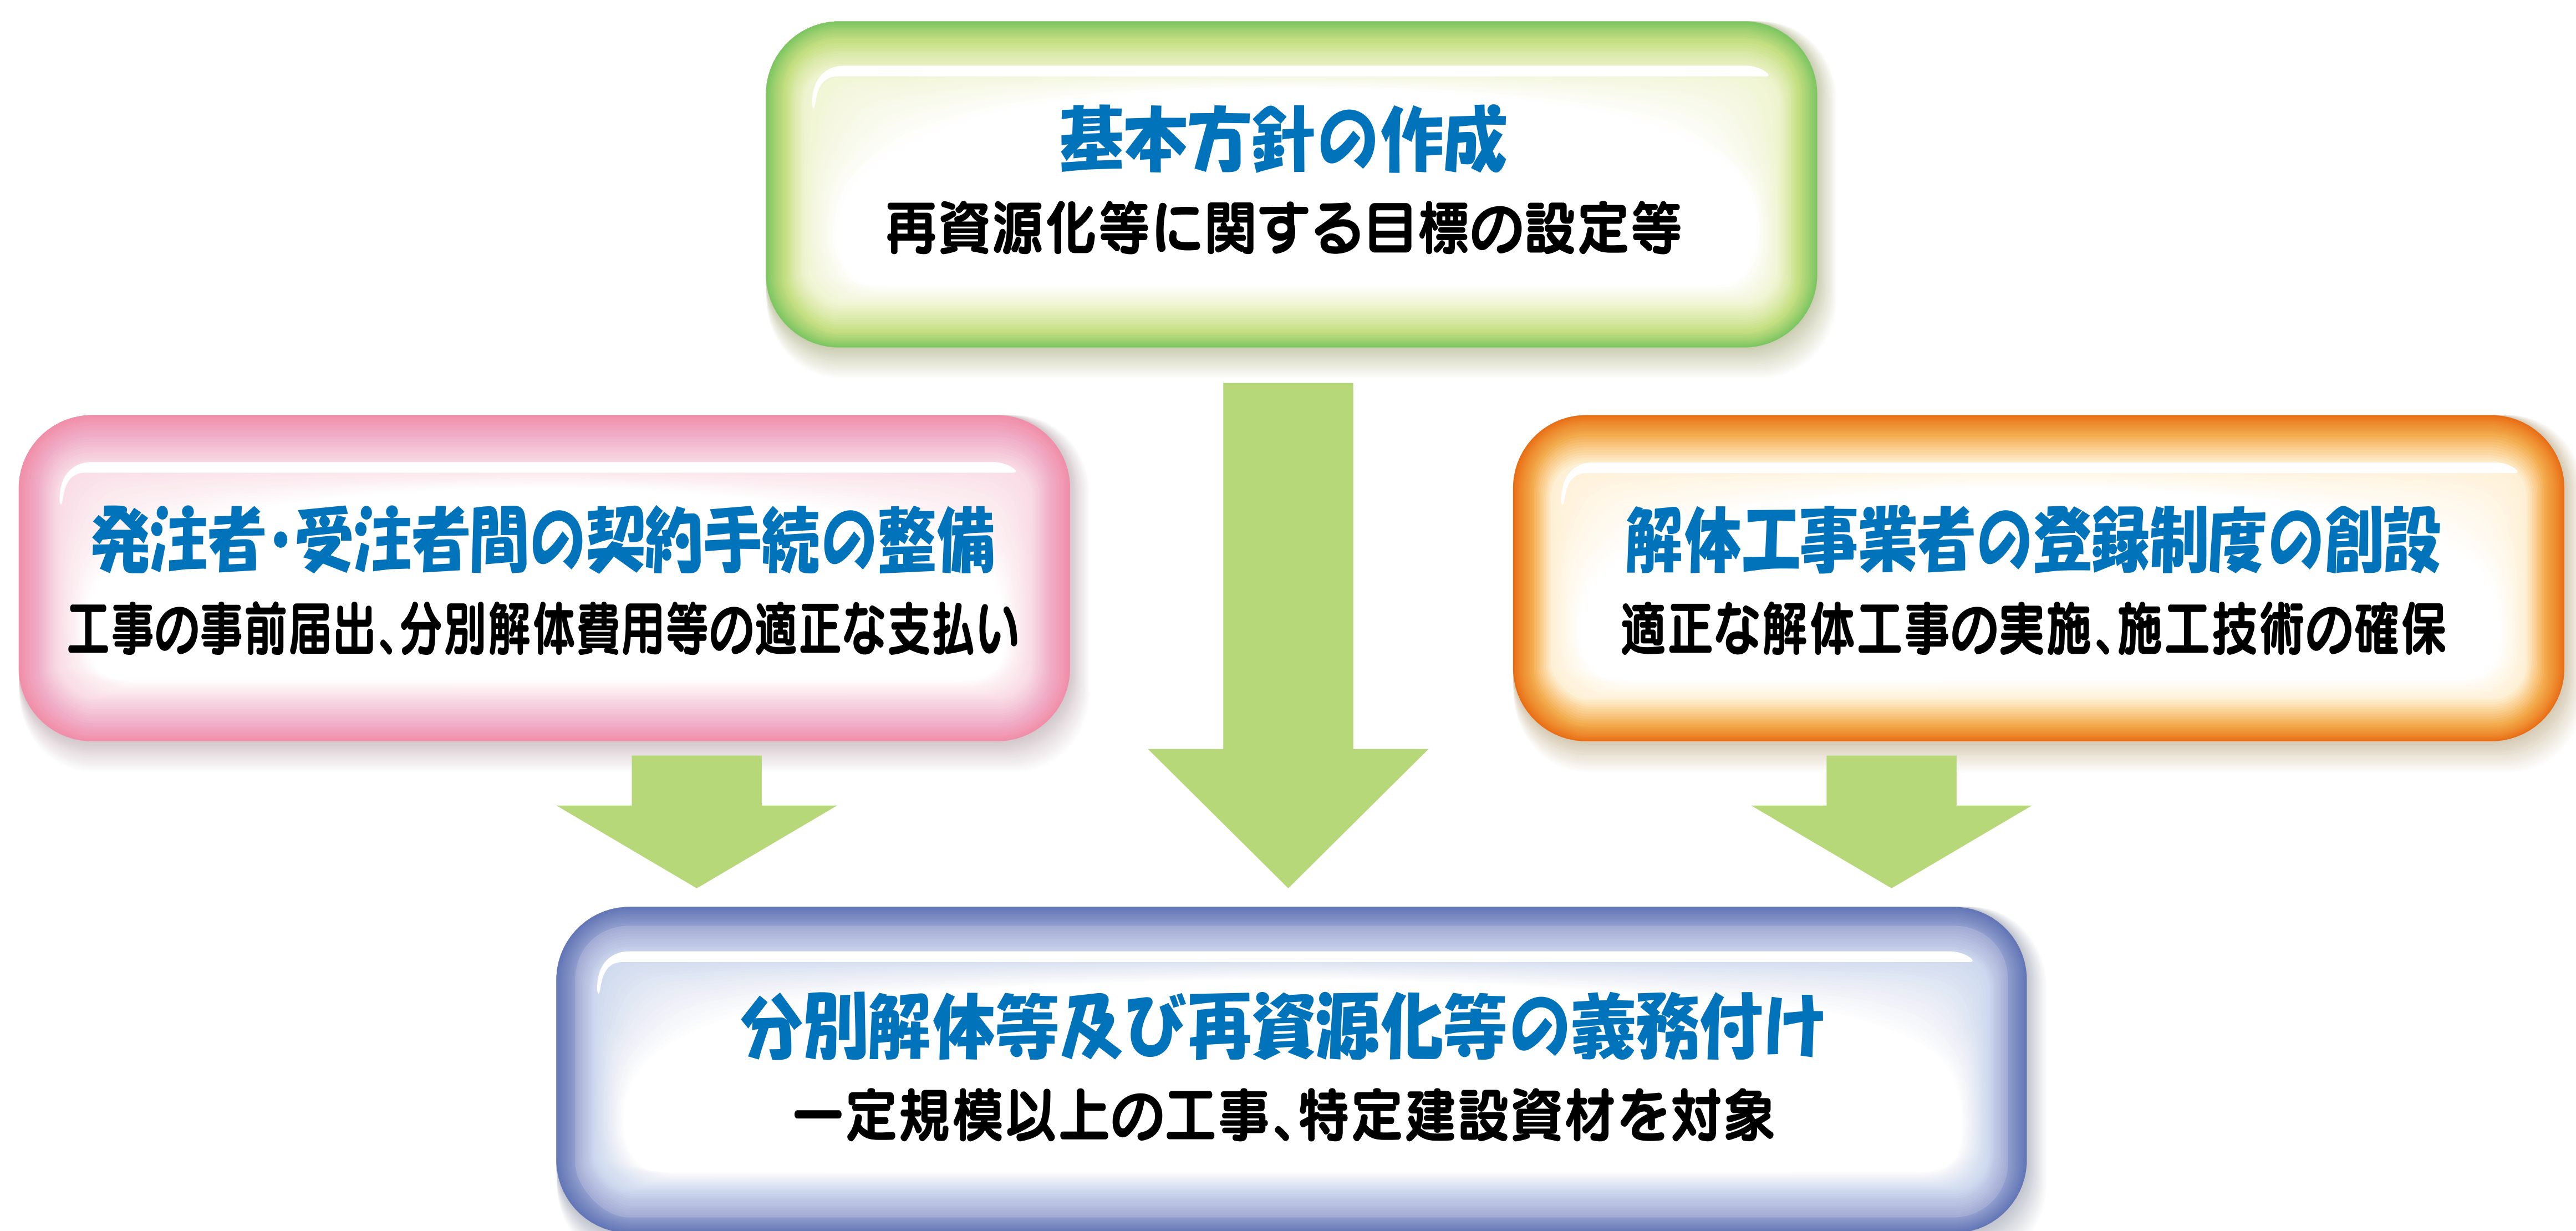 基本方針の作成
再資源化等に関する目標の設定等
発注者・受注者間の契約手続の整備
工事の事前届出、分別解体費用等の適正な支払い
解体工事業者の登録制度の創設
適正な解体工事の実施、施工技術の確保
分別解体等及び再資源化等の義務付け
一定規模以上の工事、特定建設資材を対象